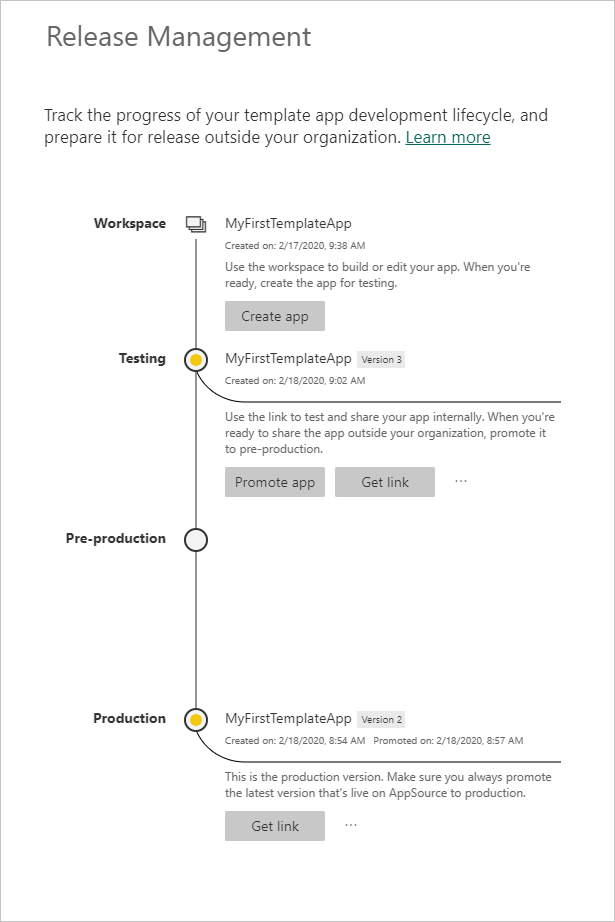 Release Management
Track the progress of your template app development lifecycle, and
prepare it for release outside your organization. Learn more
Workspace
MyFirstTemplateApp
Created on: 2/17/2020, 9:38 AM
Use the workspace to build or edit your app. When you're
ready, create the app for testing.
Create app
Testing
MyFirstTemplateApp Version 3
Created on: 2/18/2020, 9:02 AM
Use the link to test and share your app internally. When you're
ready to share the app outside your organization, promote it
to pre-production.
Promote app Get link ...
Pre-production
Production
MyFirstTemplateApp Version 2
Created on: 2/18/2020, 8:54 AM Promoted on: 2/18/2020, 8:57 AM
This is the production version. Make sure you always promote
the latest version that's live on AppSource to production.
Get link ...